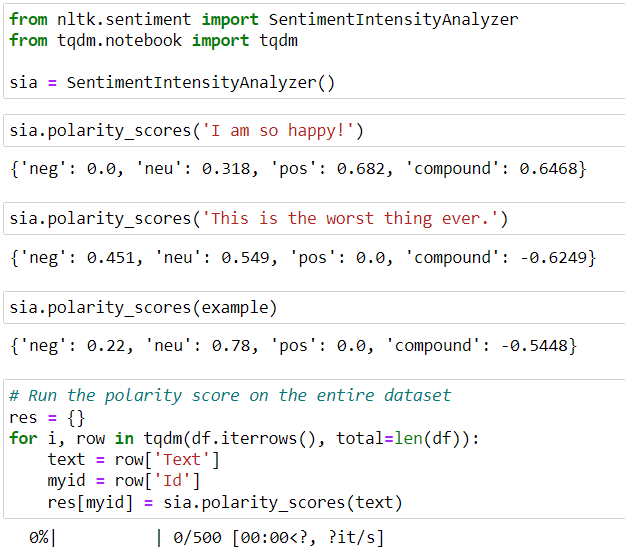 from nltk.sentiment import SentimentIntensityAnalyzer
from tqdm.notebook import tqdm
sia = SentimentIntensityAnalyzer()
sia.polarity_scores('I am so happy!')
{'neg': 0.0, 'neu': 0.318, 'pos': 0.682, 'compound': 0.6468}
sia.polarity_scores('This is the worst thing ever.')
{'neg': 0.451, 'neu': 0.549, 'pos': 0.0, 'compound': -0.6249}
sia.polarity_scores(example)
{'neg': 0.22, 'neu': 0.78, 'pos': 0.0, 'compound': -0.5448}
# Run the polarity score on the entire dataset
res = {}
for i, row in tqdm(df.iterrows(), total=len(df)):
    text = row['Text']
    myid = row['Id']
    res[myid] = sia.polarity_scores(text)
0%|          | 0/500 [00:00<?, ?it/s]